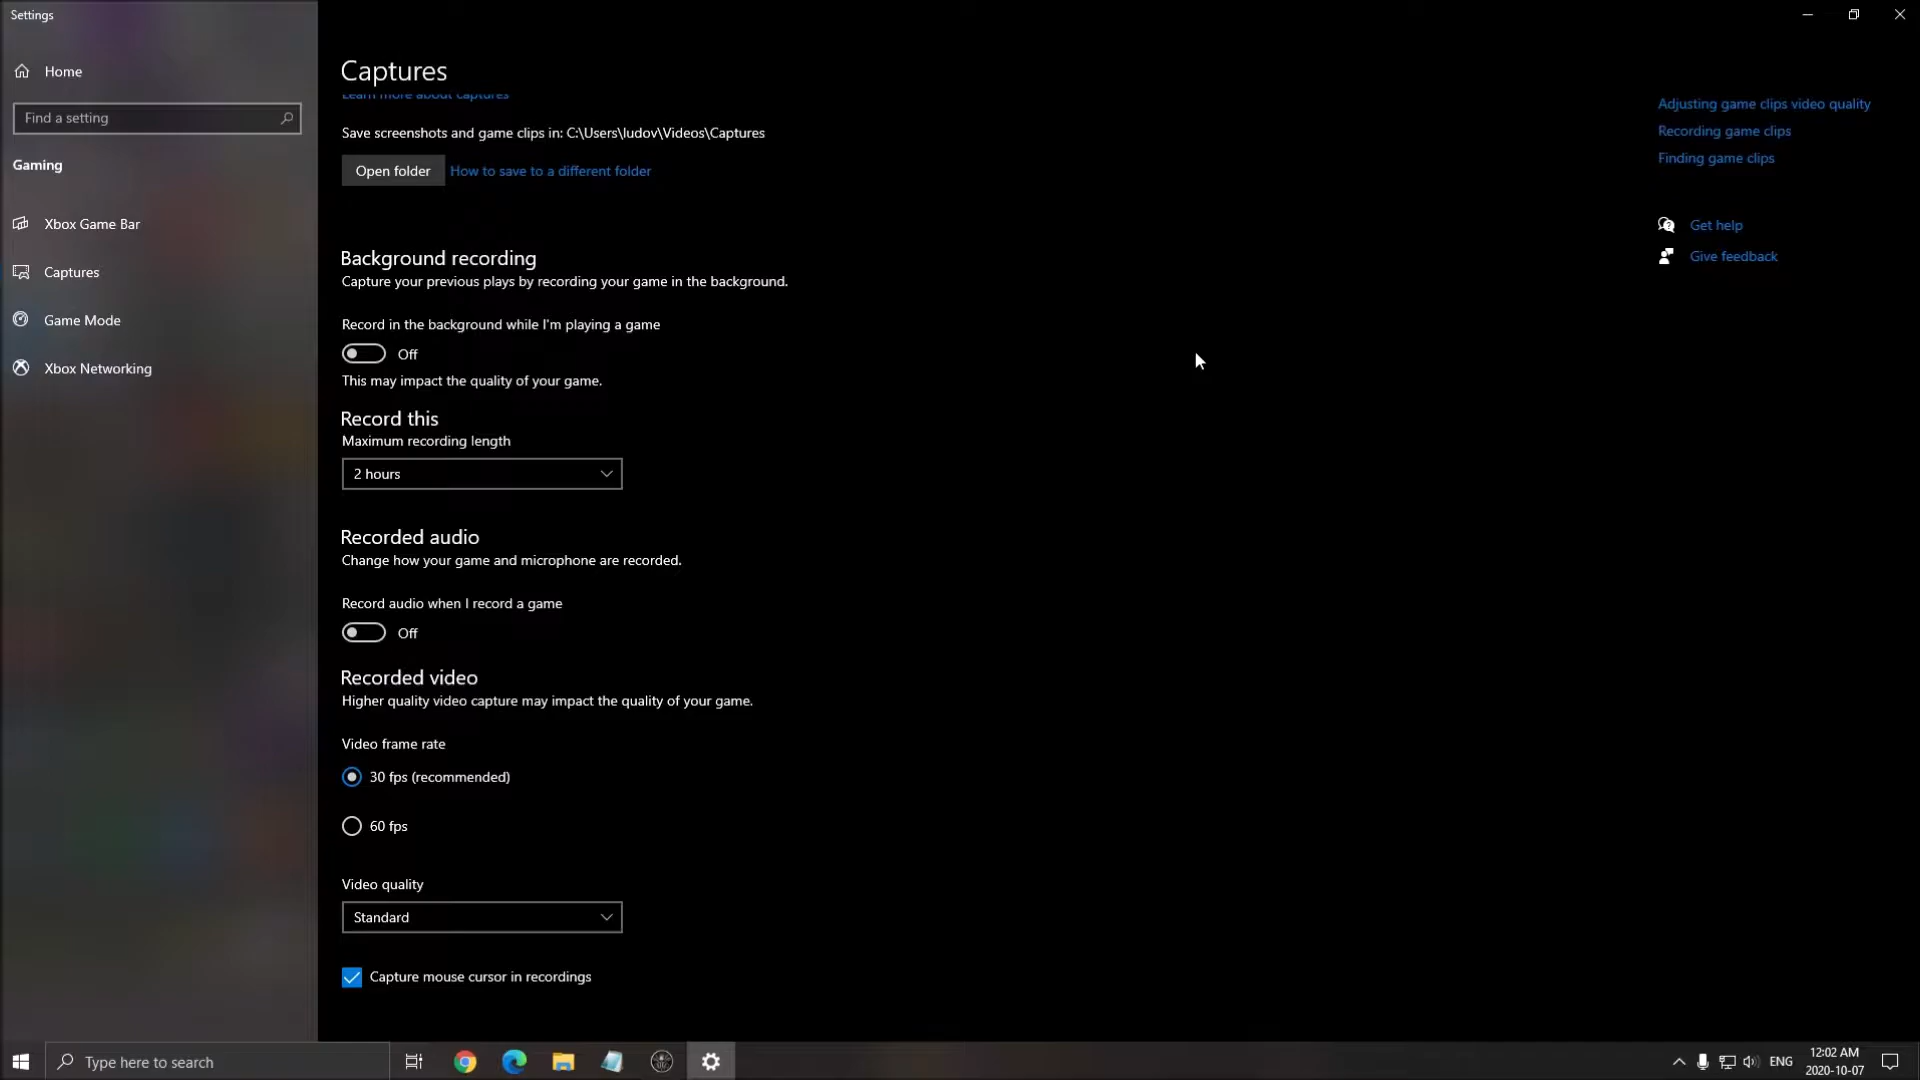 Settings
Home
Find a setting
Gaming
Xbox Game Bar
Captures
Game Mode
Xbox Networking
Captures
Learn more about captures
Save screenshots and game clips in: C:\Users\ludov\Videos\Captures
Open folder
How to save to a different folder
Background recording
Capture your previous plays by recording your game in the background.
Record in the background while I'm playing a game
Off
This may impact the quality of your game.
Record this
Maximum recording length
2 hours
Recorded audio
Change how your game and microphone are recorded.
Record audio when I record a game
Off
Recorded video
Higher quality video capture may impact the quality of your game.
Video frame rate
30 fps (recommended)
60 fps
Video quality
Standard
Capture mouse cursor in recordings
Adjusting game clips video quality
Recording game clips
Finding game clips
Get help
Give feedback
Type here to search
ENG
12:02 AM
2020-10-07